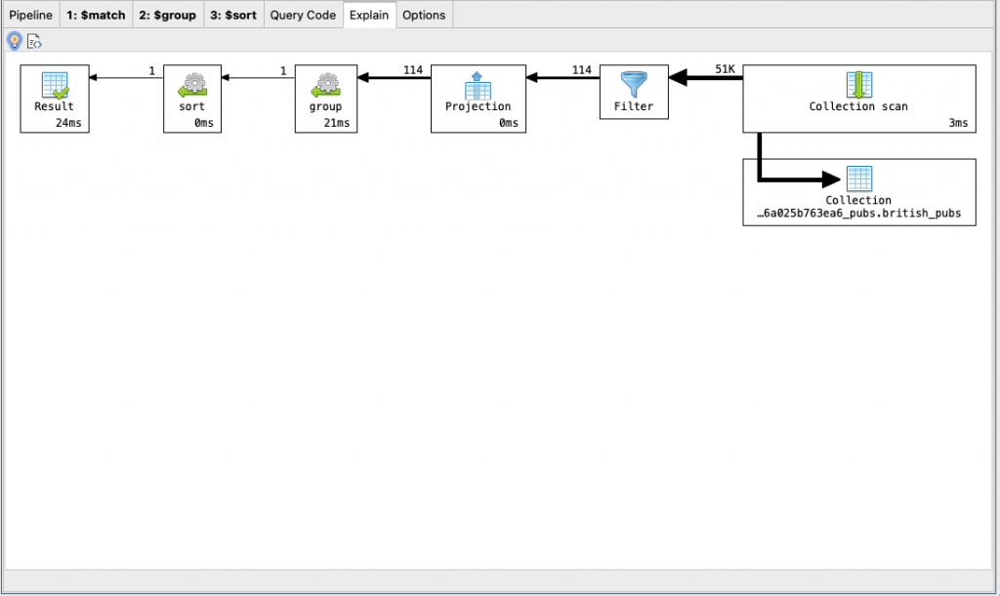 Pipeline 1: $match 2: $group 3: $sort Query Code Explain Options
1 1 114 114 51K
Result sort group Projection Filter Collection scan
24ms 0ms 21ms 0ms 3ms
Collection
…6a025b763ea6_pubs.british_pubs